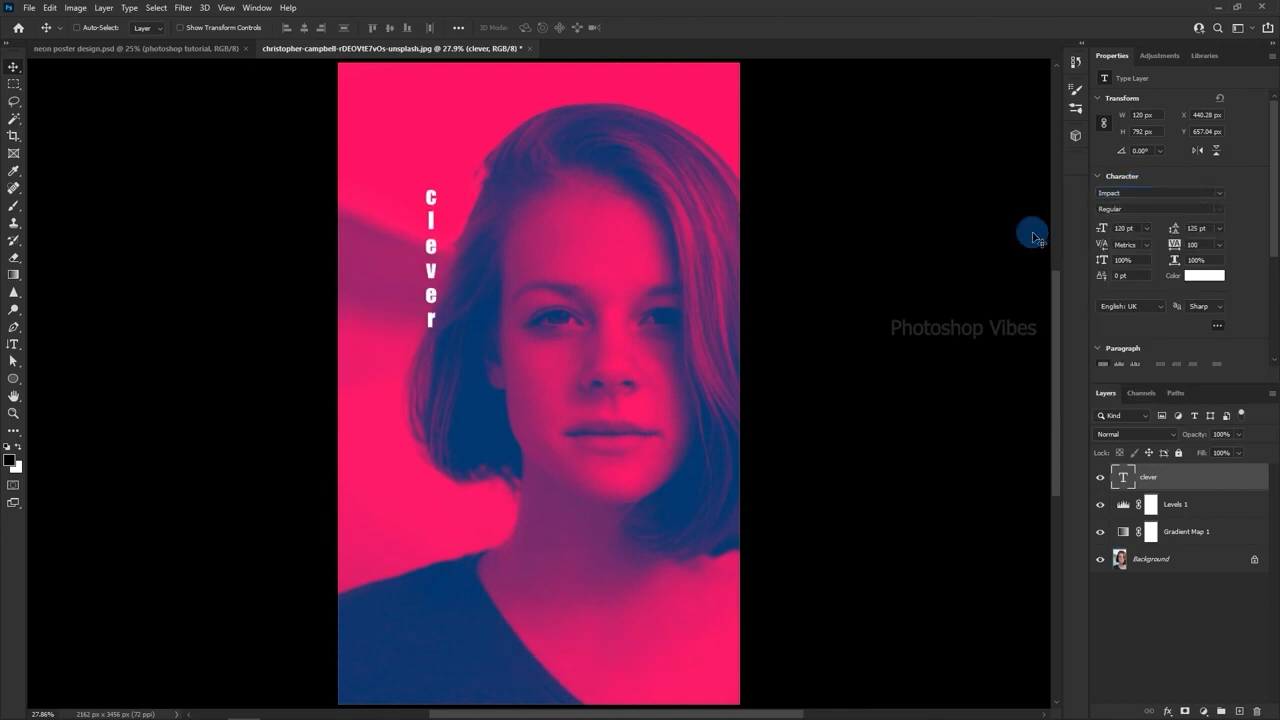 Ps File Edit Image Layer Type Select Filter 3D View Window Help
Auto-Select: Layer Show Transform Controls 3D Mode:
neon poster design.psd @ 25% (photoshop tutorial, RGB/8) × christopher-campbell-rDEOVtE7vOs-unsplash.jpg @ 27.9% (clever, RGB/8) * ×
Properties Adjustments Libraries
T Type Layer
Transform
W 120 px X 440.28 px
H 792 px Y 657.04 px
0.00°
Character
Impact
Regular
120 pt 125 pt
Metrics 100
100% 100%
0 pt Color
English: UK Sharp
Paragraph
c
l
e
v
e
r
Photoshop Vibes
Layers Channels Paths
Kind
Normal Opacity: 100%
Lock: Fill: 100%
T clever
Levels 1
Gradient Map 1
Background
27.86% 2162 px x 3456 px (72 ppi)